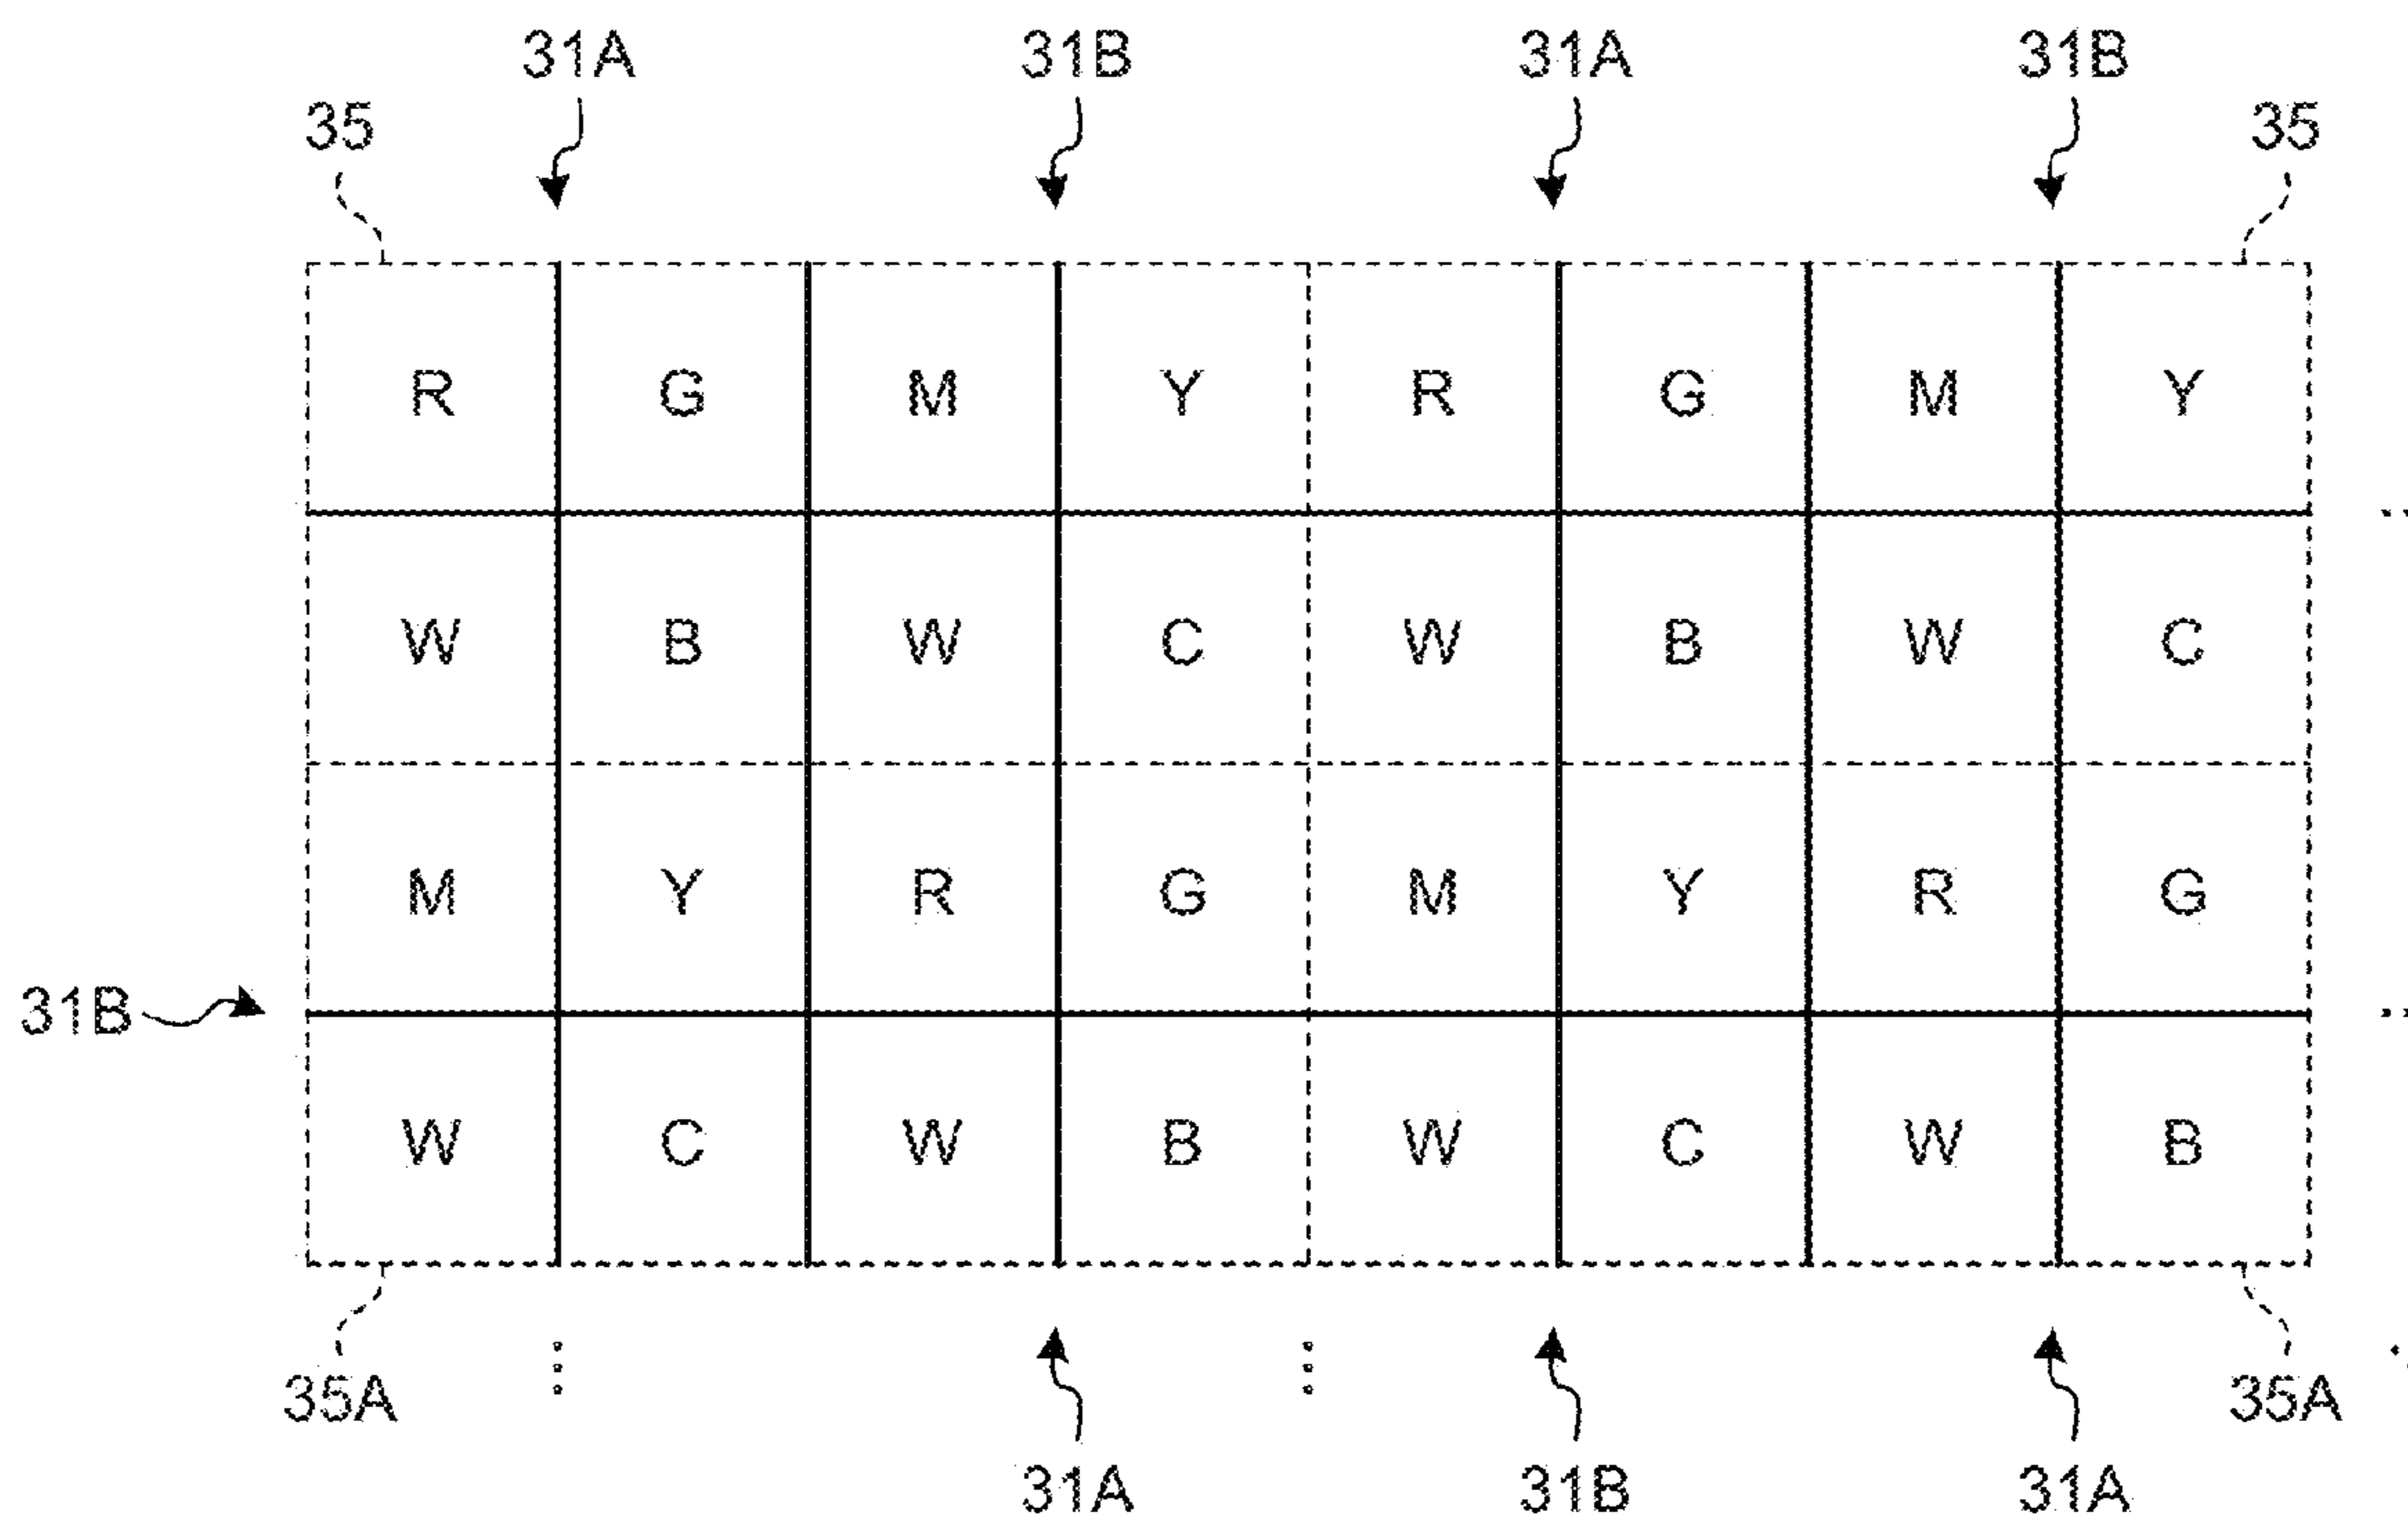 31A 31B 31A 31B
35 35
R G M Y R G M Y
W B W C W B W C
M Y R G M Y R G
31B
W C W B W C W B
35A 35A
31A 31B 31A